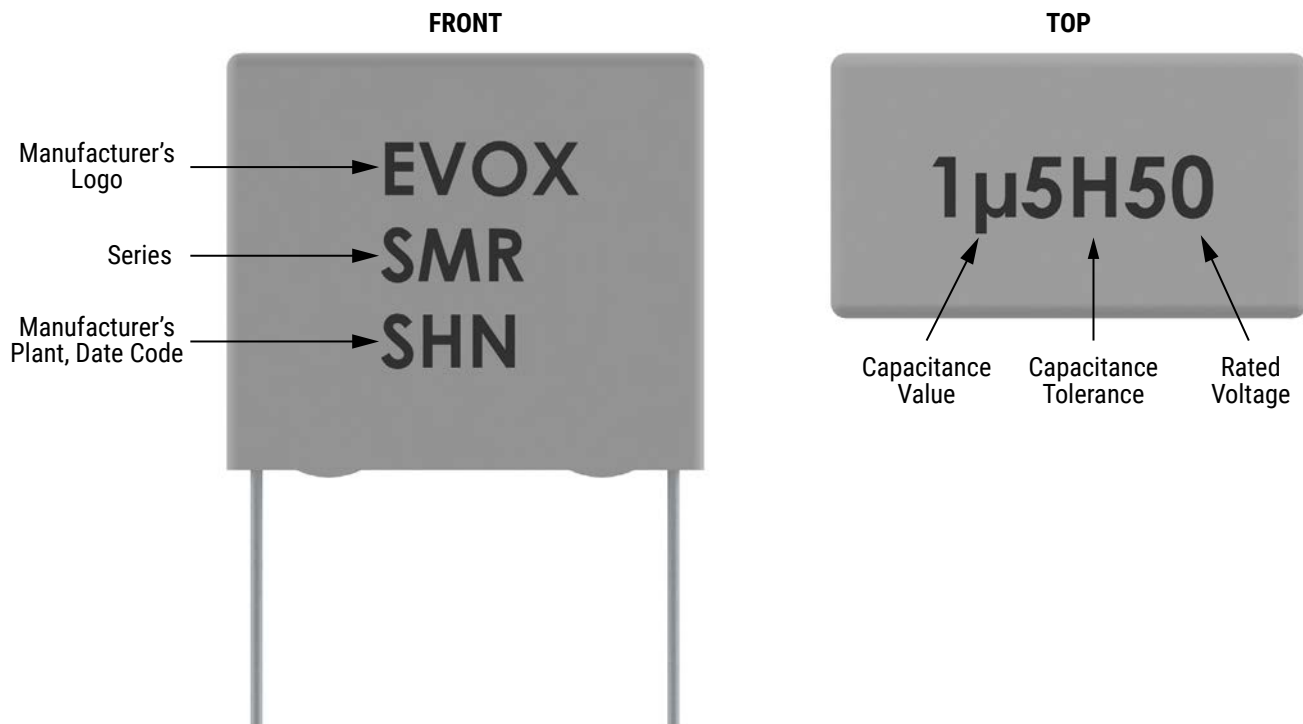 FRONT
TOP
EVOX
SMR
SHN
Manufacturer’s
Logo
Series
Manufacturer’s
Plant, Date Code
1µ5H50
Capacitance
Value
Capacitance
Tolerance
Rated
Voltage